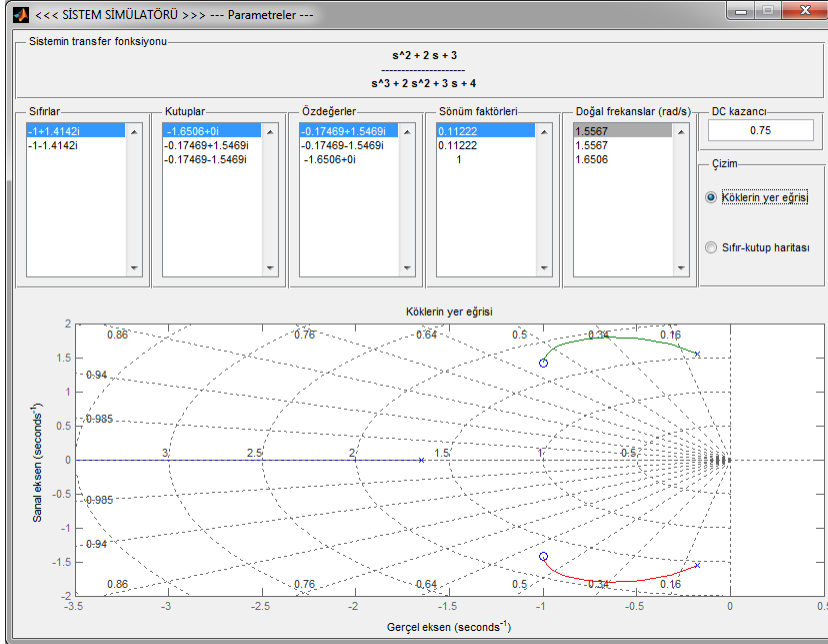 <<< SİSTEM SİMÜLATÖRÜ >>> --- Parametreler ---
Sistemin transfer fonksiyonu
s^2 + 2 s + 3
---------------------
s^3 + 2 s^2 + 3 s + 4
Sıfırlar
-1+1.4142i
-1-1.4142i
Kutuplar
-1.6506+0i
-0.17469+1.5469i
-0.17469-1.5469i
Özdeğerler
-0.17469+1.5469i
-0.17469-1.5469i
-1.6506+0i
Sönüm faktörleri
0.11222
0.11222
1
Doğal frekanslar (rad/s)
1.5567
1.5567
1.6506
DC kazancı
0.75
Çizim
Köklerin yer eğrisi
Sıfır-kutup haritası
Köklerin yer eğrisi
2
1.5
1
0.5
0
-0.5
-1
-1.5
-2
Sanal eksen (seconds^-1)
0.86 0.76 0.64 0.5 0.34 0.16
0.94
0.985
3 2.5 2 1.5 1 0.5
0.985
0.94
0.86 0.76 0.64 0.5 0.34 0.16
-3.5 -3 -2.5 -2 -1.5 -1 -0.5 0 0.5
Gerçel eksen (seconds^-1)